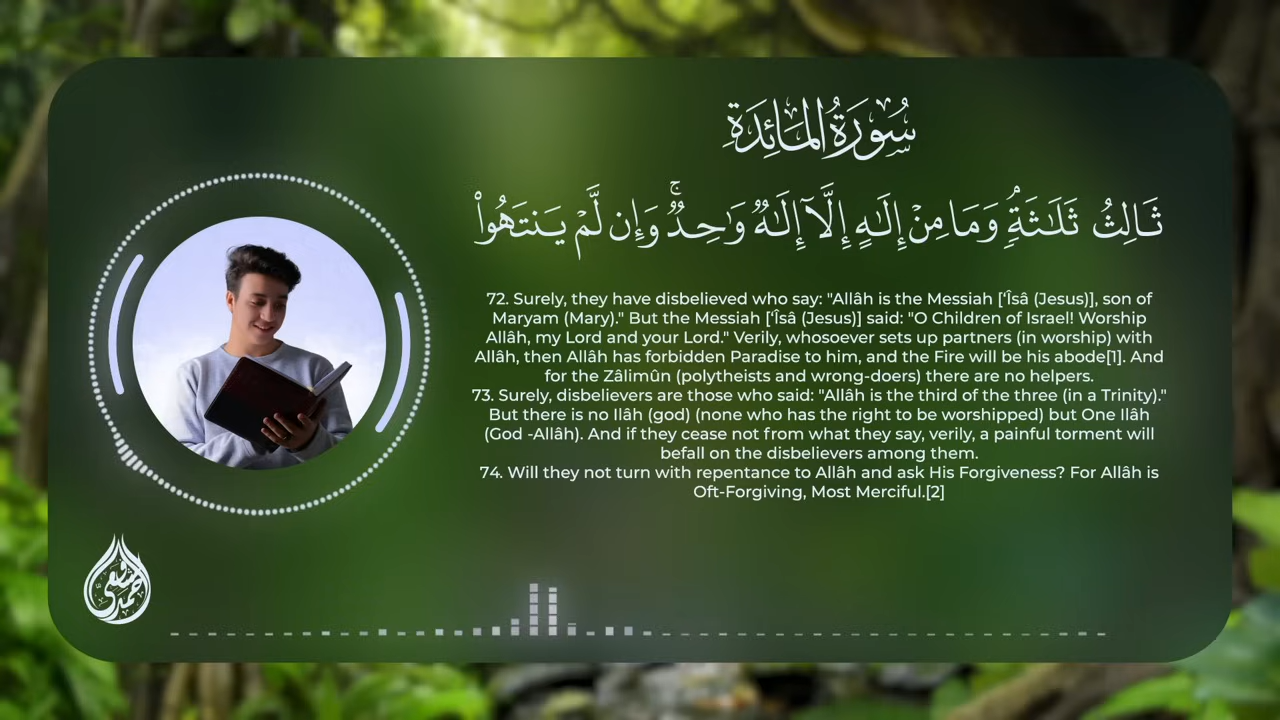 سُورَةُ المَائِدَة
ثَالِثُ ثَلَـٰثَةٍۢ وَمَا مِنْ إِلَـٰهٍ إِلَّآ إِلَـٰهٌۭ وَٰحِدٌۭ ۚ وَإِن لَّمْ يَنتَهُوا۟
72. Surely, they have disbelieved who say: "Allâh is the Messiah [‘Îsâ (Jesus)], son of
Maryam (Mary)." But the Messiah [‘Îsâ (Jesus)] said: "O Children of Israel! Worship
Allâh, my Lord and your Lord." Verily, whosoever sets up partners (in worship) with
Allâh, then Allâh has forbidden Paradise to him, and the Fire will be his abode[1]. And
for the Zâlimûn (polytheists and wrong-doers) there are no helpers.
73. Surely, disbelievers are those who said: "Allâh is the third of the three (in a Trinity)."
But there is no Ilâh (god) (none who has the right to be worshipped) but One Ilâh
(God -Allâh). And if they cease not from what they say, verily, a painful torment will
befall on the disbelievers among them.
74. Will they not turn with repentance to Allâh and ask His Forgiveness? For Allâh is
Oft-Forgiving, Most Merciful.[2]